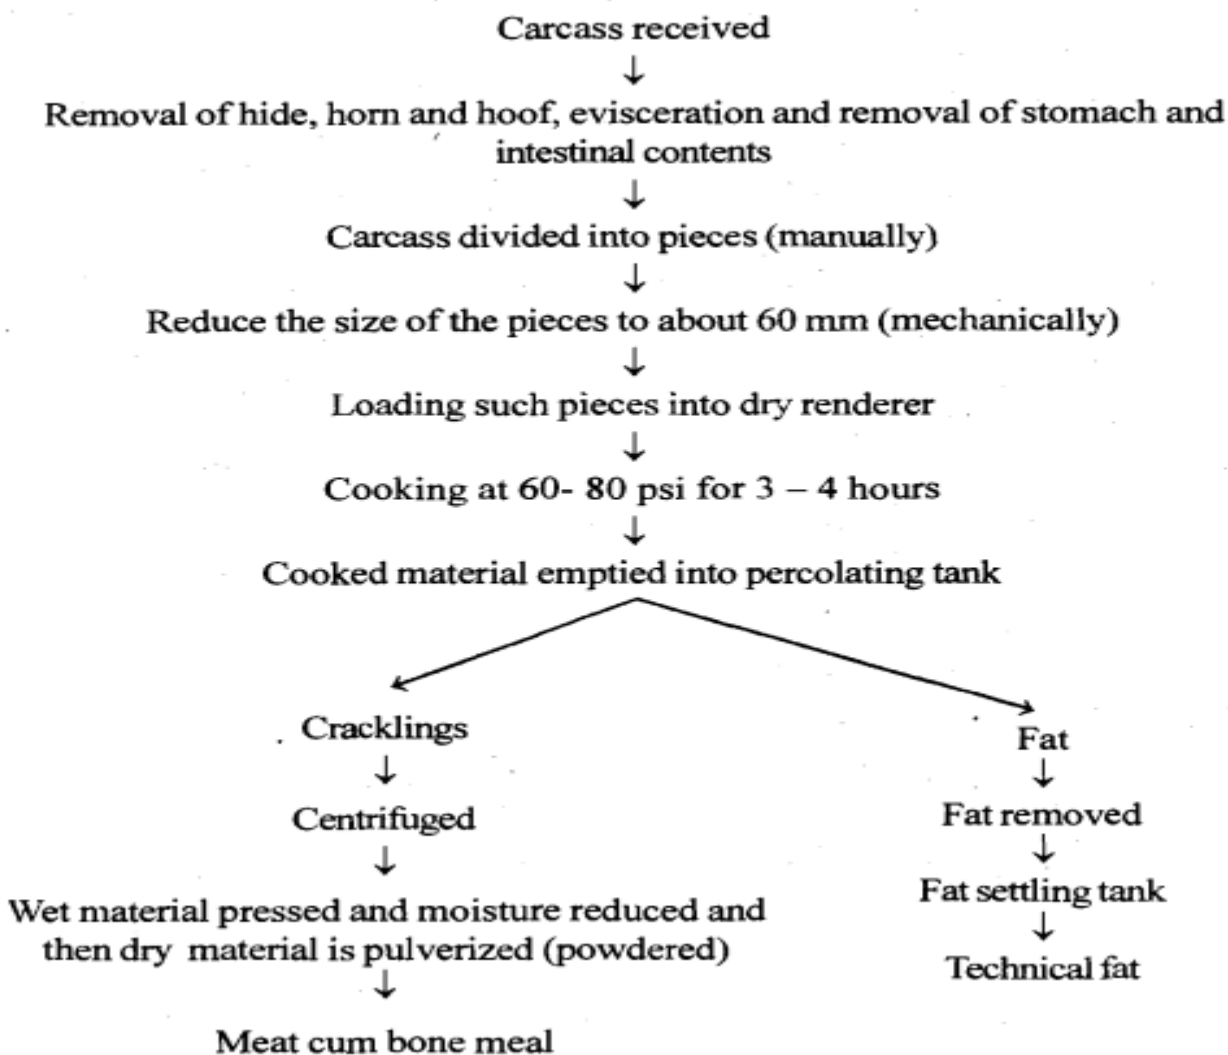 Carcass received
Removal of hide, horn and hoof, evisceration and removal of stomach and
intestinal contents
Carcass divided into pieces (manually)
Reduce the size of the pieces to about 60 mm (mechanically)
Loading such pieces into dry renderer
Cooking at 60- 80 psi for 3 – 4 hours
Cooked material emptied into percolating tank
Cracklings
Centrifuged
Wet material pressed and moisture reduced and
then dry material is pulverized (powdered)
Meat cum bone meal
Fat
Fat removed
Fat settling tank
Technical fat